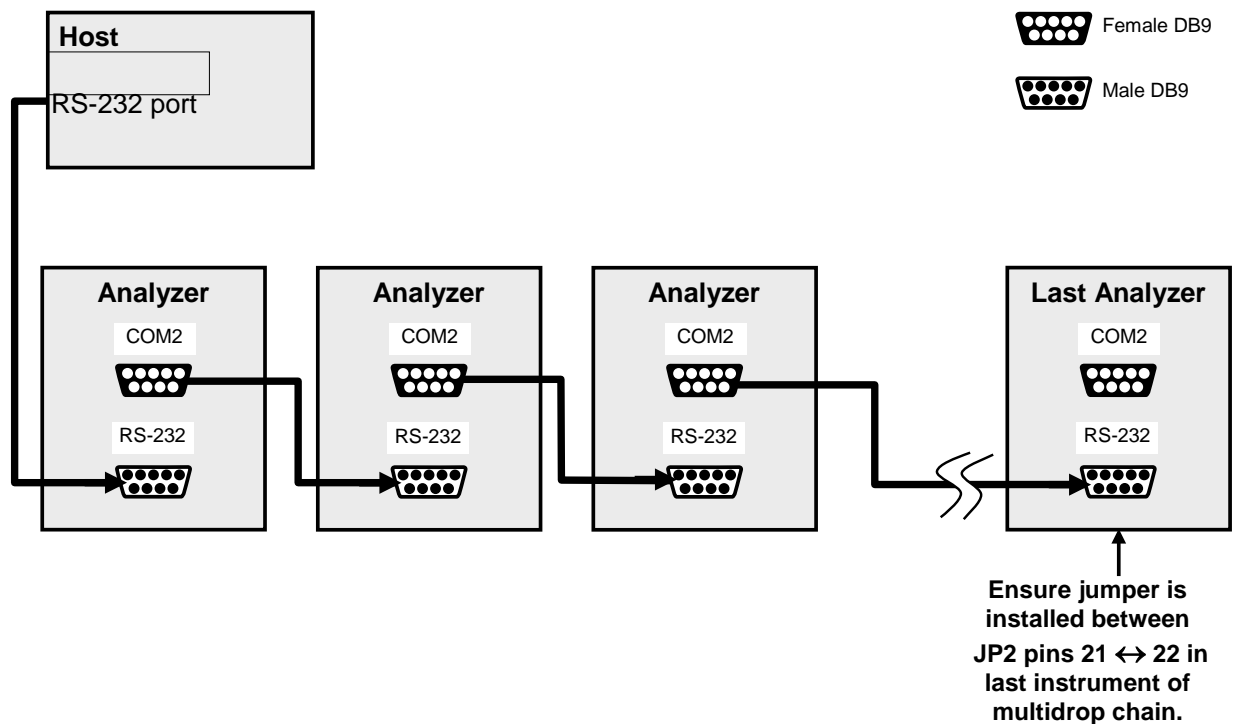 Host
RS-232 port
Female DB9
Male DB9
Analyzer
COM2
RS-232
Analyzer
COM2
RS-232
Analyzer
COM2
RS-232
Last Analyzer
COM2
RS-232
Ensure jumper is
installed between
JP2 pins 21 ↔ 22 in
last instrument of
multidrop chain.